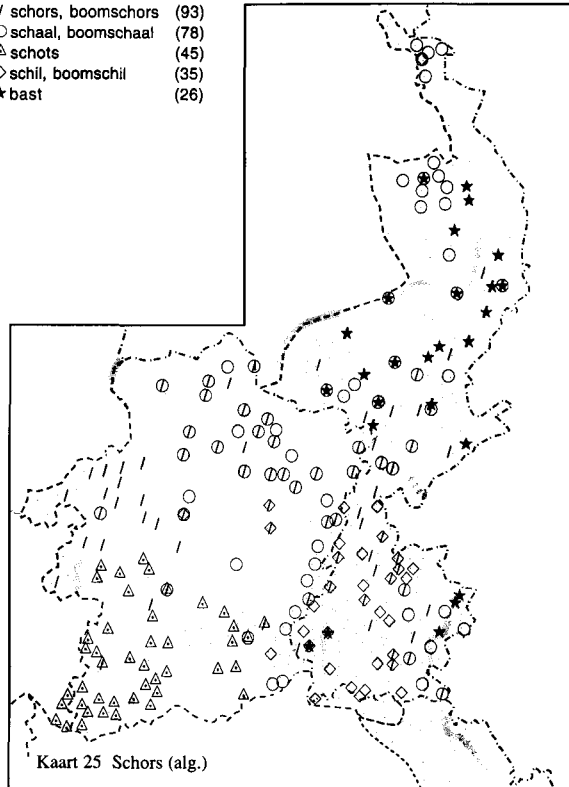 schors, boomschors (93)
schaal, boomschaal (78)
schots (45)
schil, boomschil (35)
bast (26)
Kaart 25 Schors (alg.)